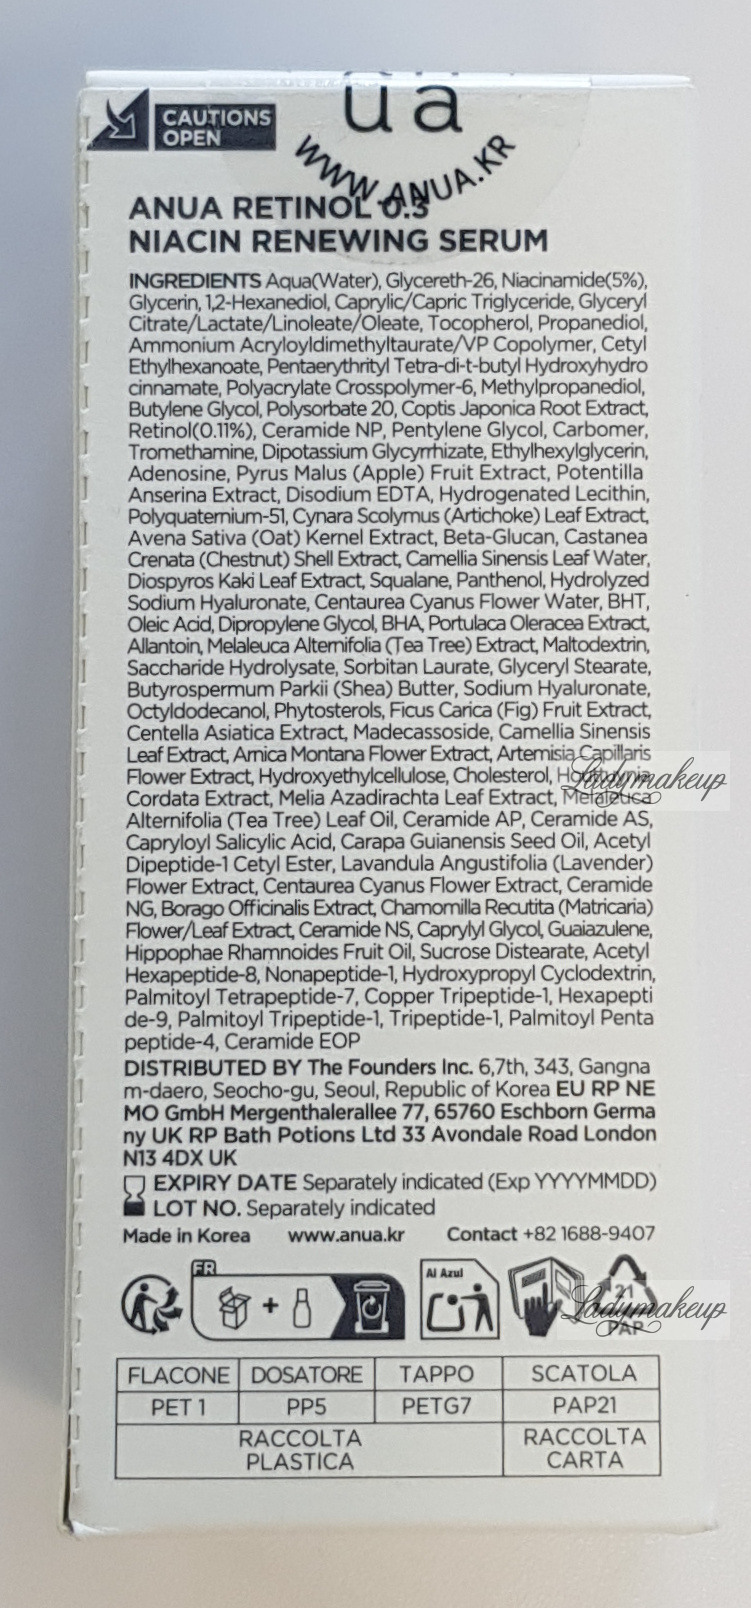 ua
CAUTIONS
OPEN
WWW.ANUA.KR
ANUA RETINOL 0.3
NIACIN RENEWING SERUM
INGREDIENTS Aqua(Water), Glycereth-26, Niacinamide(5%),
Glycerin, 1,2-Hexanediol, Caprylic/Capric Triglyceride, Glyceryl
Citrate/Lactate/Linoleate/Oleate, Tocopherol, Propanediol,
Ammonium Acryloyldimethyltaurate/VP Copolymer, Cetyl
Ethylhexanoate, Pentaerythrityl Tetra-di-t-butyl Hydroxyhydro
cinnamate, Polyacrylate Crosspolymer-6, Methylpropanediol,
Butylene Glycol, Polysorbate 20, Coptis Japonica Root Extract,
Retinol(0.11%), Ceramide NP, Pentylene Glycol, Carbomer,
Tromethamine, Dipotassium Glycyrrhizate, Ethylhexylglycerin,
Adenosine, Pyrus Malus (Apple) Fruit Extract, Potentilla
Anserina Extract, Disodium EDTA, Hydrogenated Lecithin,
Polyquaternium-51, Cynara Scolymus (Artichoke) Leaf Extract,
Avena Sativa (Oat) Kernel Extract, Beta-Glucan, Castanea
Crenata (Chestnut) Shell Extract, Camellia Sinensis Leaf Water,
Diospyros Kaki Leaf Extract, Squalane, Panthenol, Hydrolyzed
Sodium Hyaluronate, Centaurea Cyanus Flower Water, BHT,
Oleic Acid, Dipropylene Glycol, BHA, Portulaca Oleracea Extract,
Allantoin, Melaleuca Alternifolia (Tea Tree) Extract, Maltodextrin,
Saccharide Hydrolysate, Sorbitan Laurate, Glyceryl Stearate,
Butyrospermum Parkii (Shea) Butter, Sodium Hyaluronate,
Octyldodecanol, Phytosterols, Ficus Carica (Fig) Fruit Extract,
Centella Asiatica Extract, Madecassoside, Camellia Sinensis
Leaf Extract, Arnica Montana Flower Extract, Artemisia Capillaris
Flower Extract, Hydroxyethylcellulose, Cholesterol, Houttuynia
Ladymakeup
Cordata Extract, Melia Azadirachta Leaf Extract, Melaleuca
Alternifolia (Tea Tree) Leaf Oil, Ceramide AP, Ceramide AS,
Capryloyl Salicylic Acid, Carapa Guianensis Seed Oil, Acetyl
Dipeptide-1 Cetyl Ester, Lavandula Angustifolia (Lavender)
Flower Extract, Centaurea Cyanus Flower Extract, Ceramide
NG, Borago Officinalis Extract, Chamomilla Recutita (Matricaria)
Flower/Leaf Extract, Ceramide NS, Caprylyl Glycol, Guaiazulene,
Hippophae Rhamnoides Fruit Oil, Sucrose Distearate, Acetyl
Hexapeptide-8, Nonapeptide-1, Hydroxypropyl Cyclodextrin,
Palmitoyl Tetrapeptide-7, Copper Tripeptide-1, Hexapepti
de-9, Palmitoyl Tripeptide-1, Tripeptide-1, Palmitoyl Penta
peptide-4, Ceramide EOP
DISTRIBUTED BY The Founders Inc. 6,7th, 343, Gangna
m-daero, Seocho-gu, Seoul, Republic of Korea EU RP NE
MO GmbH Mergenthalerallee 77, 65760 Eschborn Germa
ny UK RP Bath Potions Ltd 33 Avondale Road London
N13 4DX UK
EXPIRY DATE Separately indicated (Exp YYYYMMDD)
LOT NO. Separately indicated
Made in Korea www.anua.kr Contact +82 1688-9407
FR
+
Al Azul
21
PAP
Ladymakeup
FLACONE DOSATORE TAPPO SCATOLA
PET 1 PP5 PETG7 PAP21
RACCOLTA
PLASTICA
RACCOLTA
CARTA